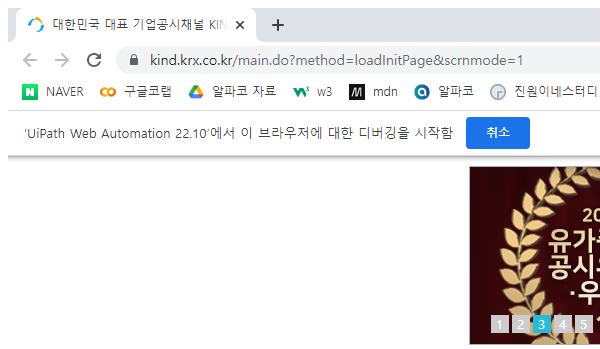 대한민국 대표 기업공시채널 KIN
kind.krx.co.kr/main.do?method=loadInitPage&scrnmode=1
NAVER 구글코랩 알파코 자료 w3 mdn 알파코 진원이네스터디
'UiPath Web Automation 22.10'에서 이 브라우저에 대한 디버깅을 시작함 취소
20
공시
·우
1 2 3 4 5